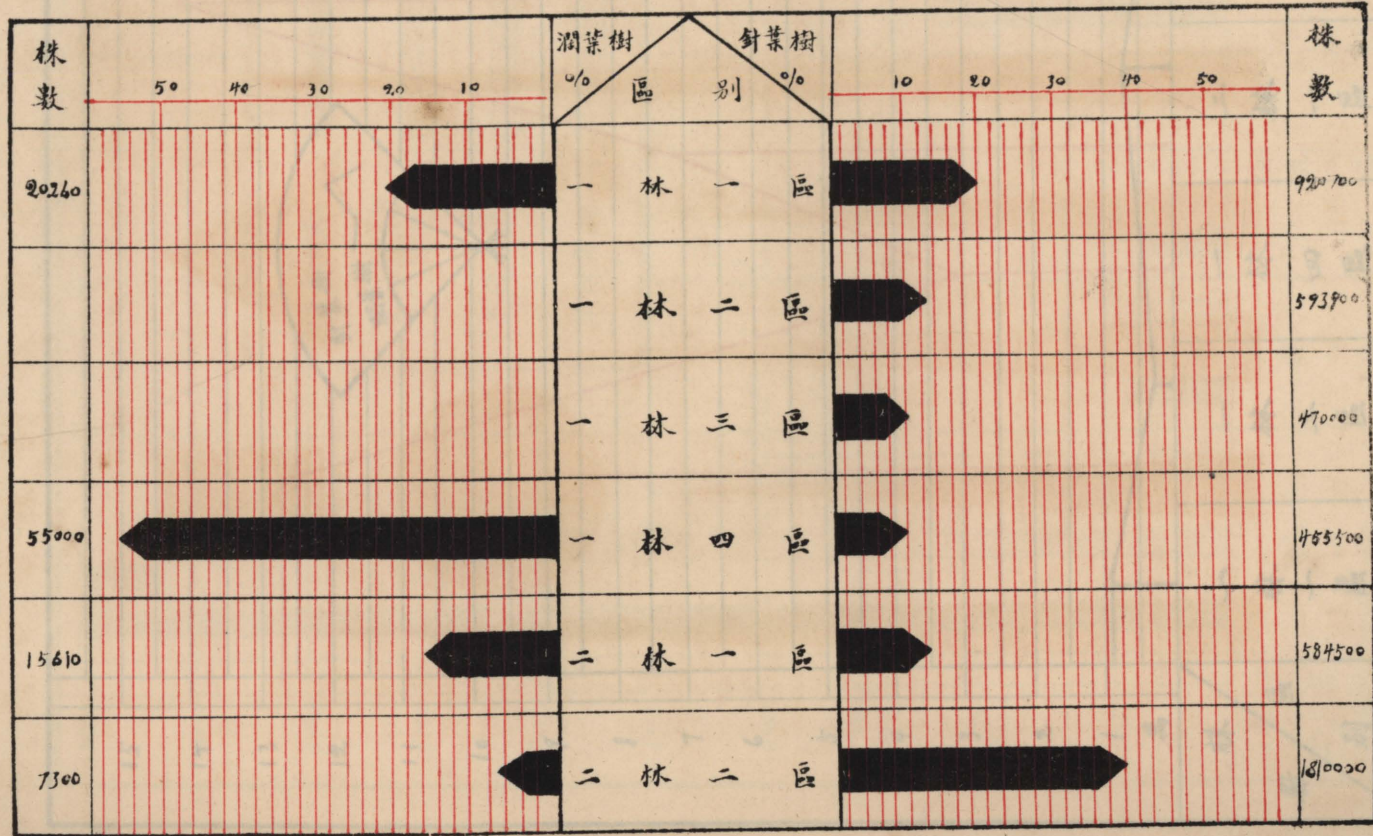 株數 50 40 30 20 10 潤葉樹 % 區別 針葉樹 % 10 20 30 40 50 株數
20260 一林一區 920700
一林二區 593900
一林三區 470000
55000 一林四區 455500
15610 二林一區 584500
7300 二林二區 1810000